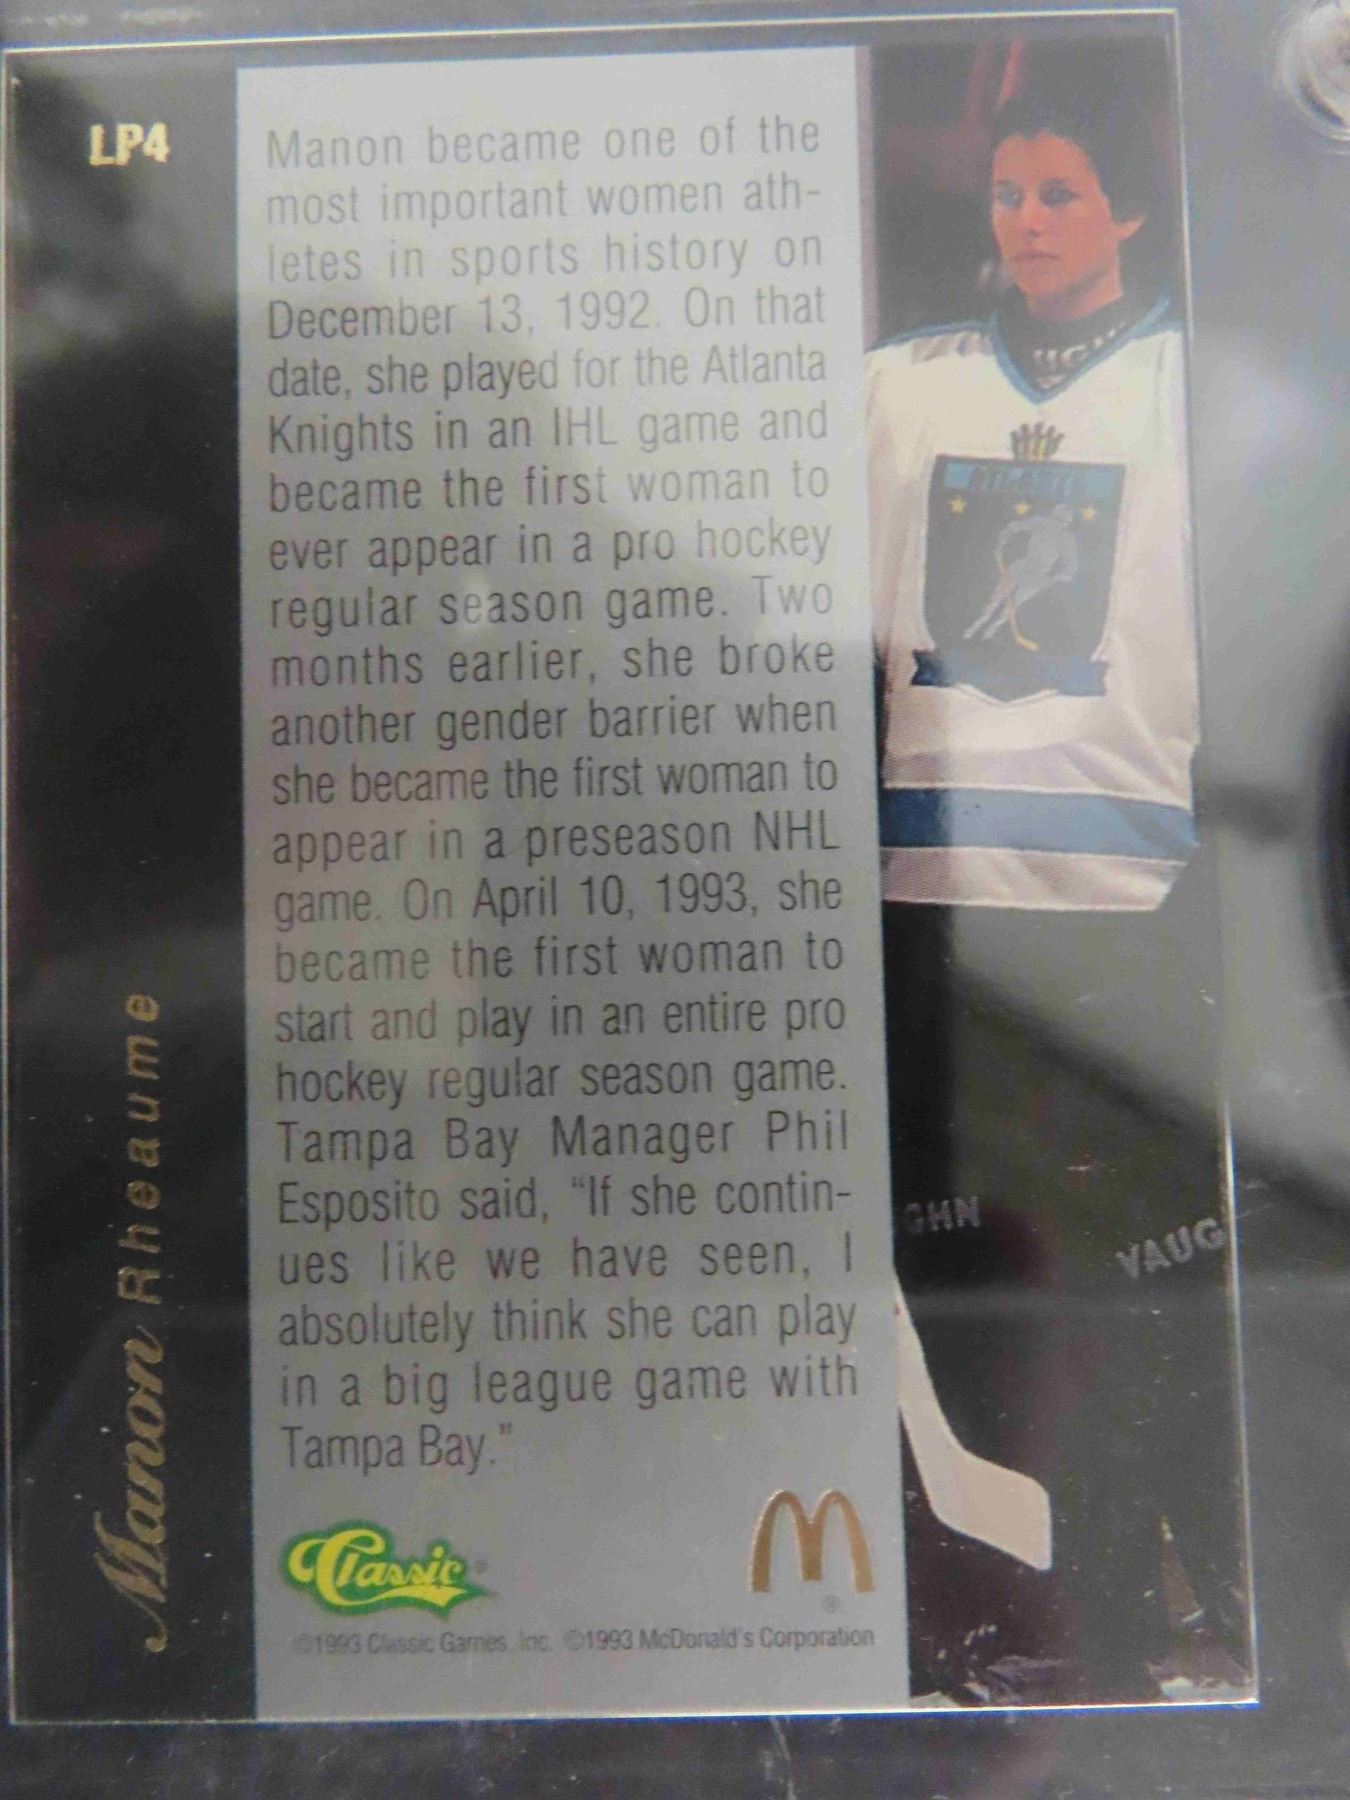 LP4
Manon became one of the
most important women ath-
letes in sports history on
December 13, 1992. On that
date, she played for the Atlanta
Knights in an IHL game and
became the first woman to
ever appear in a pro hockey
regular season game. Two
months earlier, she broke
another gender barrier when
she became the first woman to
appear in a preseason NHL
game. On April 10, 1993, she
became the first woman to
start and play in an entire pro
hockey regular season game.
Tampa Bay Manager Phil
Esposito said, "If she contin-
ues like we have seen, I
absolutely think she can play
in a big league game with
Tampa Bay."
Manon Rheaume
Classic®
M
®
©1993 Classic Games, Inc. ©1993 McDonald's Corporation
ATLANTA
GHN
VAUG